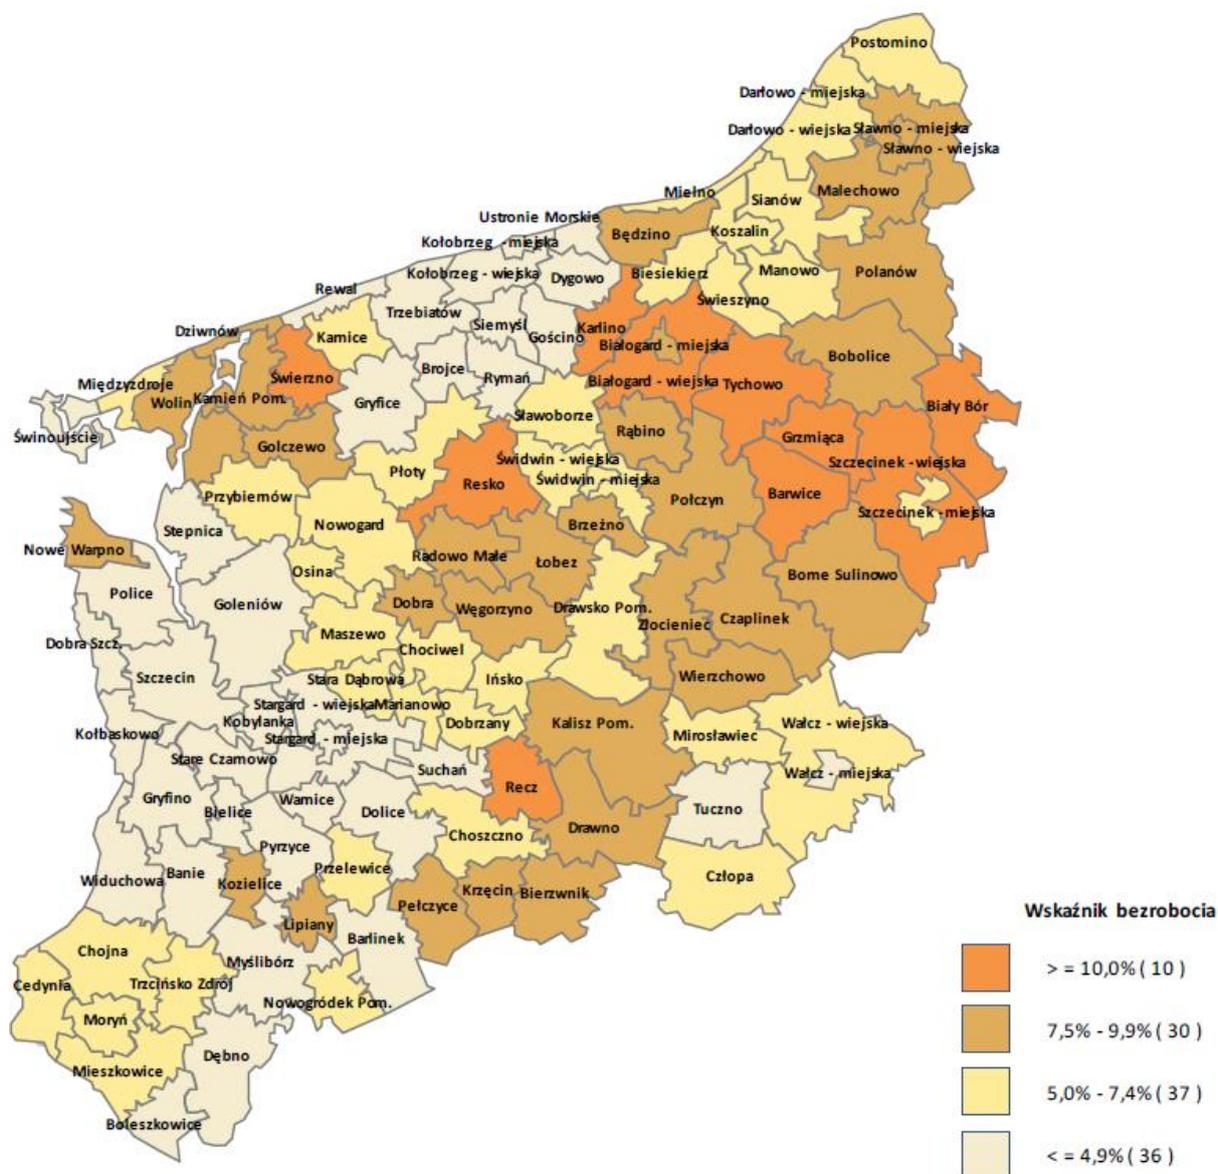 Postomino
Darłowo - miejska
Darłowo - wiejska
Sławno - miejska
Sławno - wiejska
Malechowo
Mielno
Sianów
Ustronie Morskie
Będzino
Koszalin
Kołobrzeg - miejska
Kołobrzeg - wiejska
Dygowo
Biesiekierz
Manowo
Polanów
Rewal
Świeszyno
Trzebiatów
Siemyśl
Gościno
Karlino
Dziwnów
Karnice
Białogard - miejska
Bobolice
Brojce
Rymań
Międzyzdroje
Świerzno
Białogard - wiejska
Tychowo
Wolin
Kamień Pom.
Gryfice
Biały Bór
Sławoborze
Świnoujście
Golczewo
Rąbino
Grzmiąca
Płoty
Świdwin - wiejska
Szczecinek - wiejska
Resko
Świdwin - miejska
Przybiernów
Połczyn
Barwice
Szczecinek - miejska
Stepnica
Nowogard
Brzeżno
Nowe Warpno
Radowo Małe
Łobez
Osina
Borne Sulinowo
Police
Goleniów
Dobra
Węgorzyno
Drawsko Pom.
Złocieniec
Czaplinek
Dobra Szcz.
Maszewo
Chociwel
Szczecin
Stara Dąbrowa
Ińsko
Wierzchowo
Stargard - wiejska
Marianowo
Kobylanka
Dobrzany
Kalisz Pom.
Wałcz - wiejska
Kołbaskowo
Stargard - miejska
Mirosławiec
Stare Czarnowo
Suchań
Wałcz - miejska
Recz
Gryfino
Bielice
Warnice
Dolice
Tuczno
Choszczno
Drawno
Pyrzyce
Widuchowa
Banie
Kozielice
Przelewice
Człopa
Pełczyce
Krzęcin
Bierzwnik
Lipiany
Barlinek
Chojna
Myślibórz
Cedynia
Trzcińsko Zdrój
Nowogródek Pom.
Moryń
Dębno
Mieszkowice
Boleszkowice
Wskaźnik bezrobocia
> = 10,0% ( 10 )
7,5% - 9,9% ( 30 )
5,0% - 7,4% ( 37 )
< = 4,9% ( 36 )